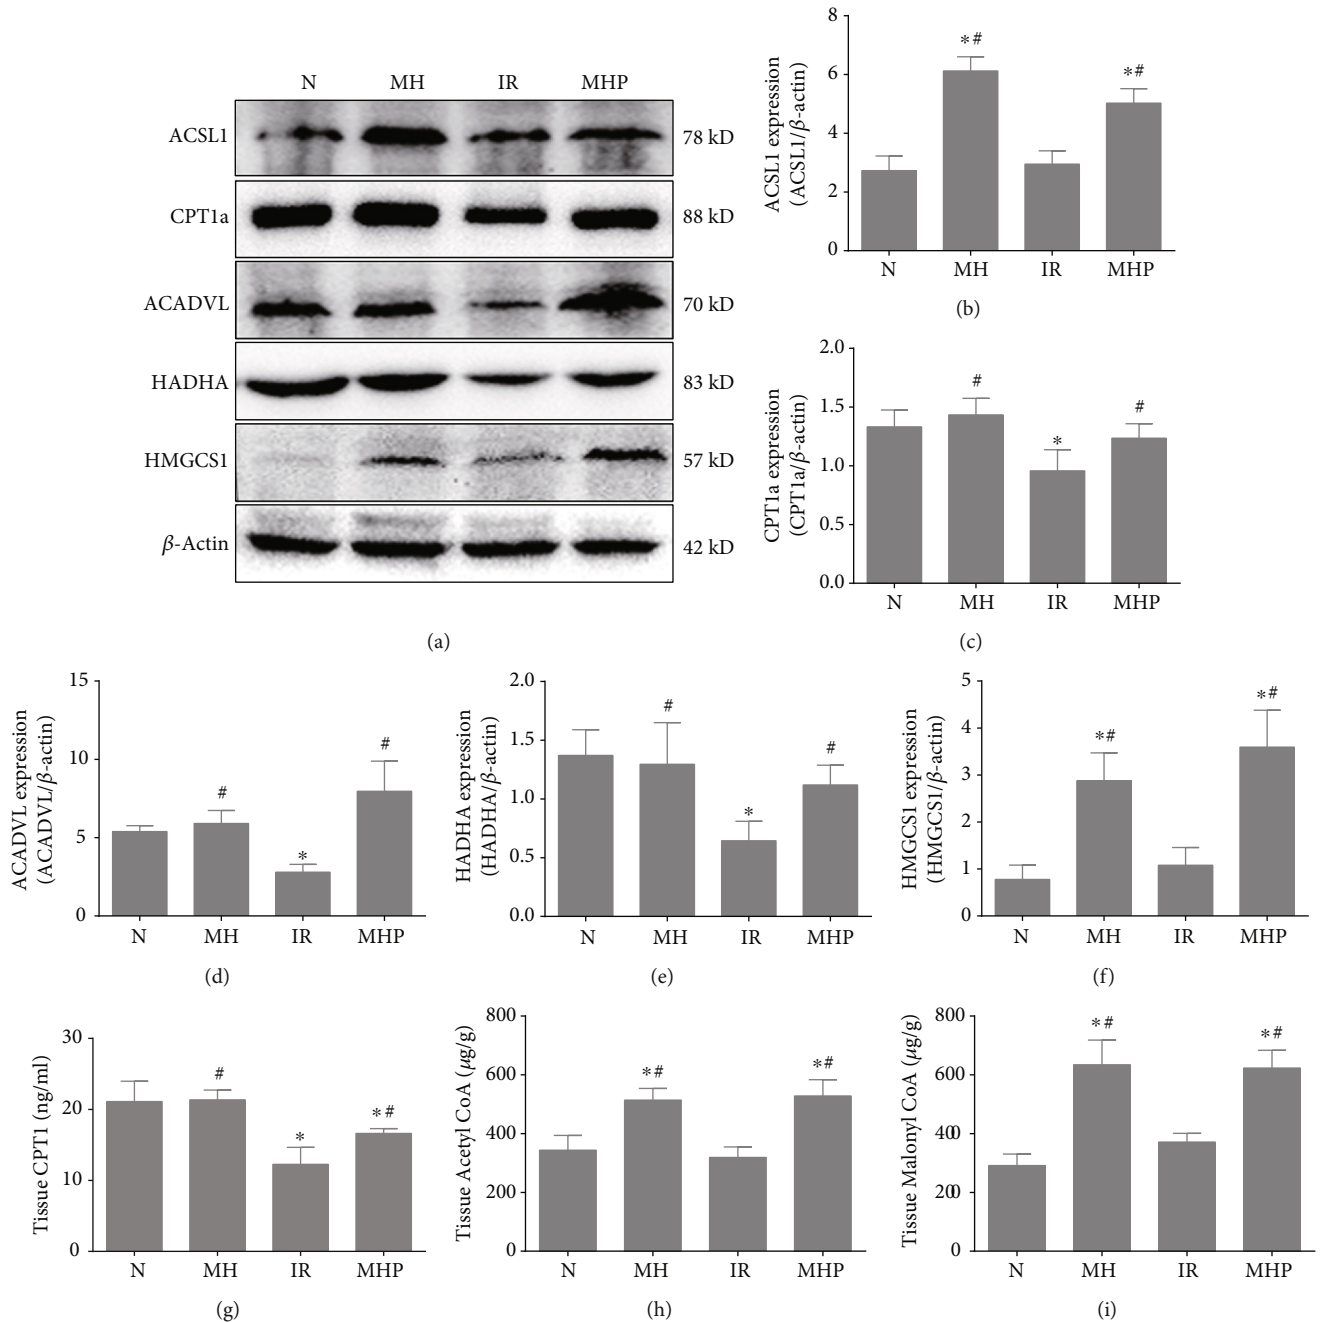 N MH IR MHP
ACSL1 78 kD
CPT1a 88 kD
ACADVL 70 kD
HADHA 83 kD
HMGCS1 57 kD
β-Actin 42 kD
(a)
ACSL1 expression
(ACSL1/β-actin)
8
6
4
2
0
*# *#
N MH IR MHP
(b)
CPT1a expression
(CPT1a/β-actin)
2.0
1.5
1.0
0.5
0.0
# * #
N MH IR MHP
(c)
ACADVL expression
(ACADVL/β-actin)
15
10
5
0
# * #
N MH IR MHP
(d)
HADHA expression
(HADHA/β-actin)
2.0
1.5
1.0
0.5
0.0
# * #
N MH IR MHP
(e)
HMGCS1 expression
(HMGCS1/β-actin)
5
4
3
2
1
0
*# *#
N MH IR MHP
(f)
Tissue CPT1 (ng/ml)
30
20
10
0
# * *#
N MH IR MHP
(g)
Tissue Acetyl CoA (μg/g)
800
600
400
200
0
*# *#
N MH IR MHP
(h)
Tissue Malonyl CoA (μg/g)
800
600
400
200
0
*# *#
N MH IR MHP
(i)